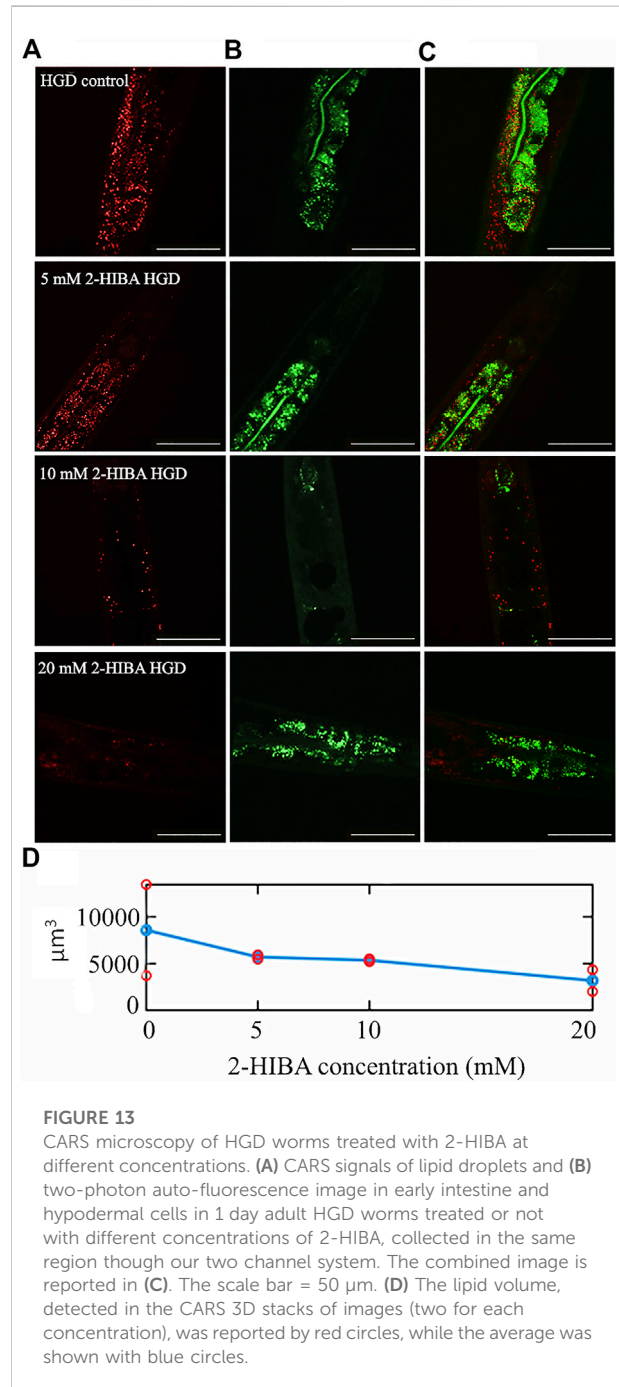 A B C
HGD control
5 mM 2-HIBA HGD
10 mM 2-HIBA HGD
20 mM 2-HIBA HGD
D
μm³
10000
5000
0
0 5 10 20
2-HIBA concentration (mM)
FIGURE 13
CARS microscopy of HGD worms treated with 2-HIBA at
different concentrations. (A) CARS signals of lipid droplets and (B)
two-photon auto-fluorescence image in early intestine and
hypodermal cells in 1 day adult HGD worms treated or not
with different concentrations of 2-HIBA, collected in the same
region though our two channel system. The combined image is
reported in (C). The scale bar = 50 μm. (D) The lipid volume,
detected in the CARS 3D stacks of images (two for each
concentration), was reported by red circles, while the average was
shown with blue circles.